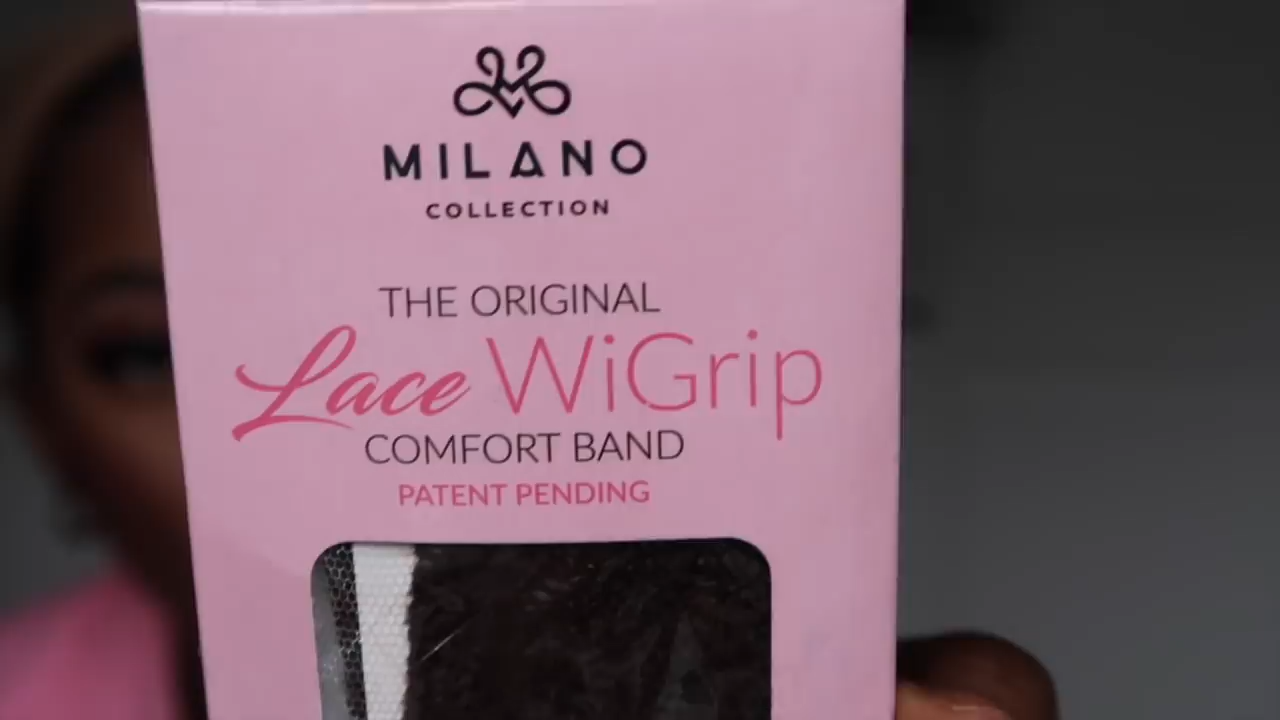 MILANO
COLLECTION
THE ORIGINAL
Lace WiGrip
COMFORT BAND
PATENT PENDING